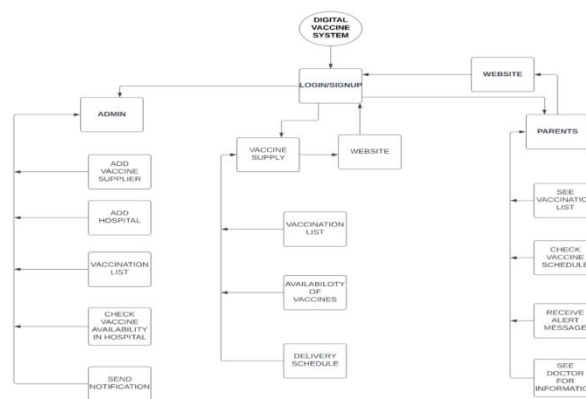 DIGITAL
VACCINE
SYSTEM
WEBSITE
LOGIN/SIGNUP
ADMIN
PARENTS
VACCINE
SUPPLY
WEBSITE
ADD
VACCINE
SUPPLIER
ADD
HOSPITAL
VACCINATION
LIST
CHECK
VACCINE
AVAILABILITY
IN HOSPITAL
SEND
NOTIFICATION
VACCINATION
LIST
AVAILABILOTY
OF
VACCINES
DELIVERY
SCHEDULE
SEE
VACCINATION
LIST
CHECK
VACCINE
SCHEDULE
RECEIVE
ALERT
MESSAGE
SEE
DOCTOR
FOR
INFORMATION